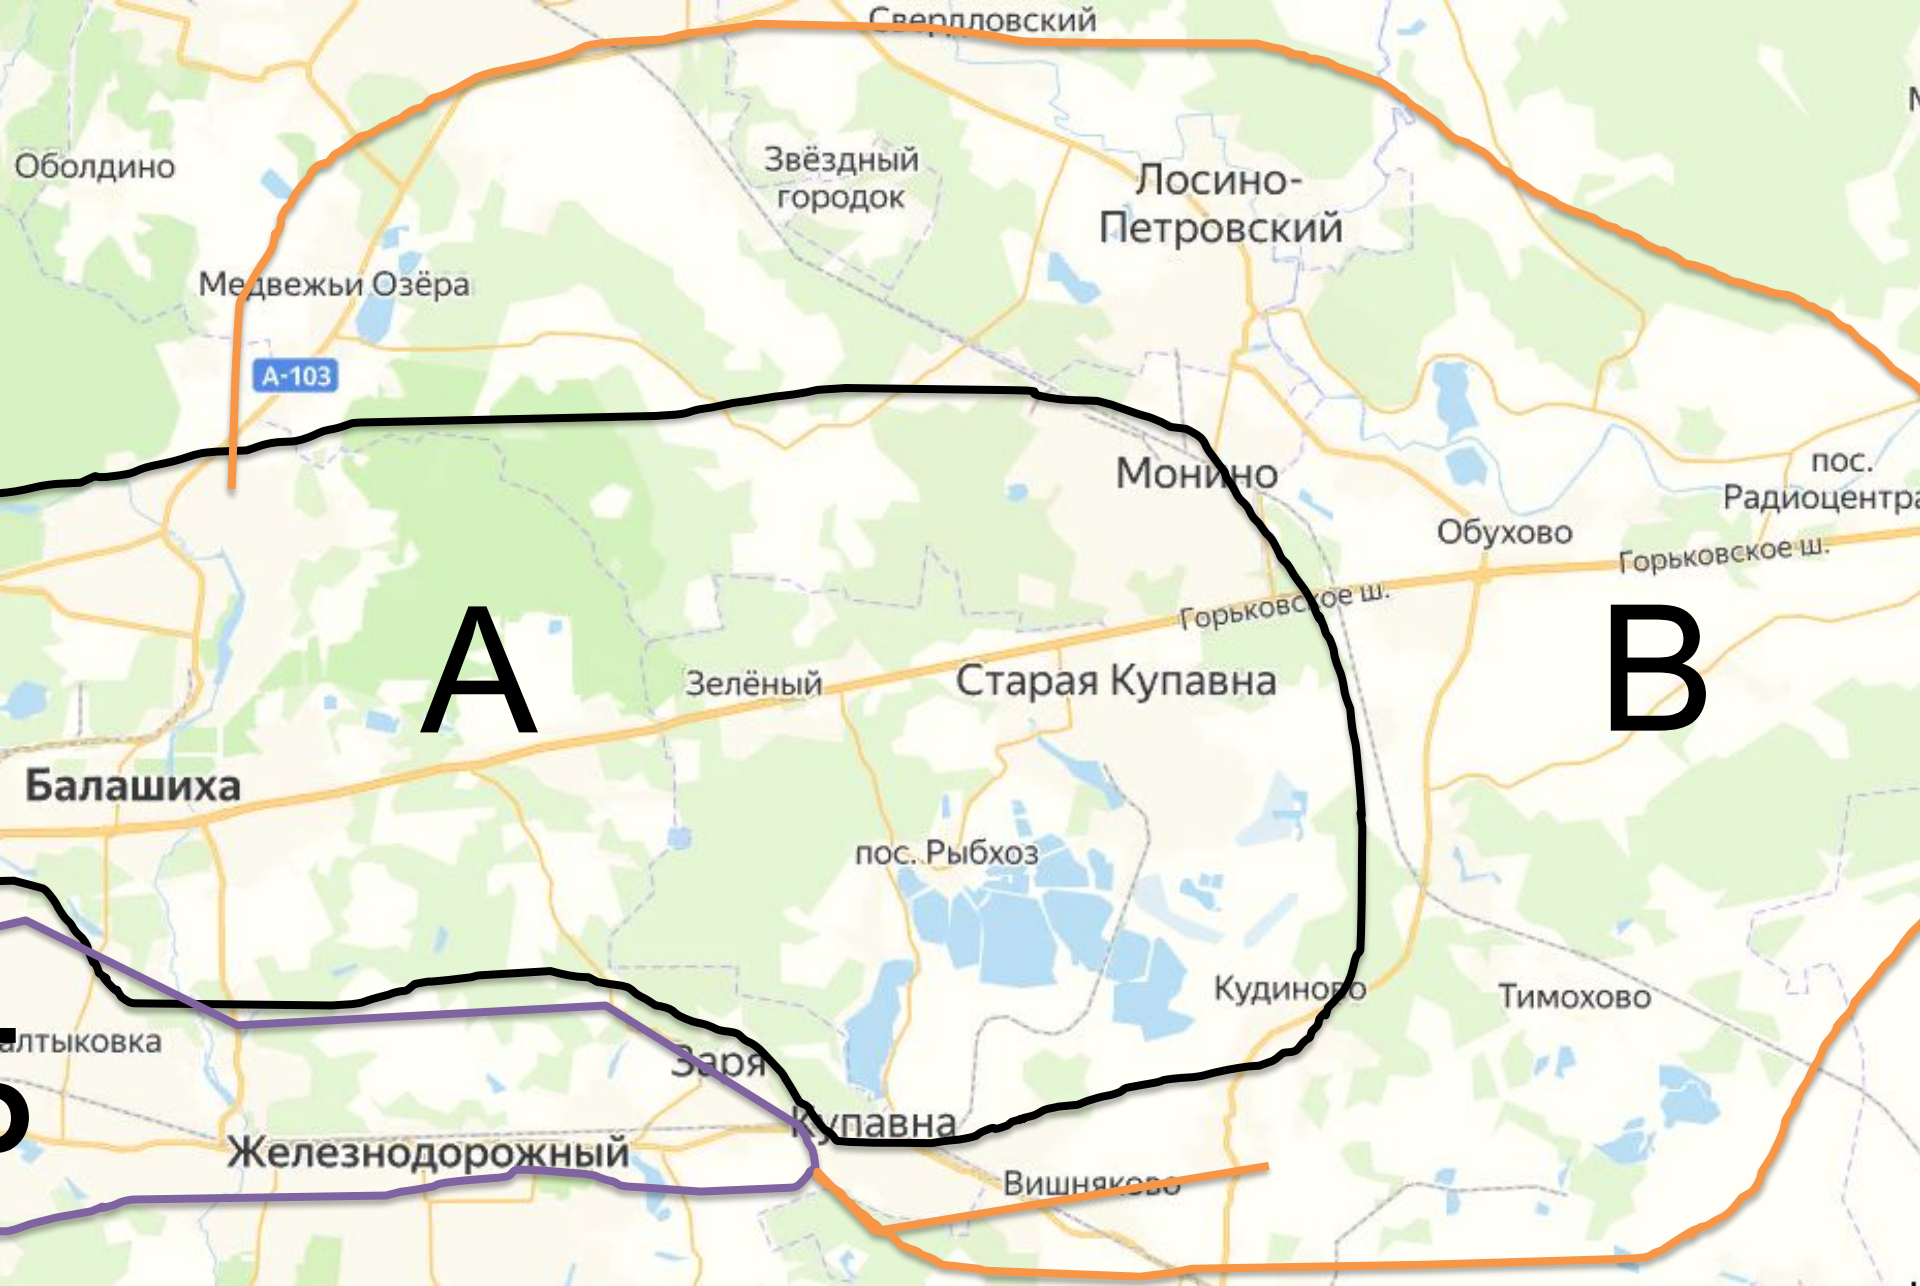 Свердловский
Оболдино
Звёздный
городок
Лосино-
Петровский
Медвежьи Озёра
А-103
Монино
пос.
Радиоцентра
Обухово
Горьковское ш.
Горьковское ш.
А
В
Зелёный
Старая Купавна
Балашиха
пос. Рыбхоз
Кудиново
Тимохово
алтыковка
Заря
Купавна
Железнодорожный
Вишняково